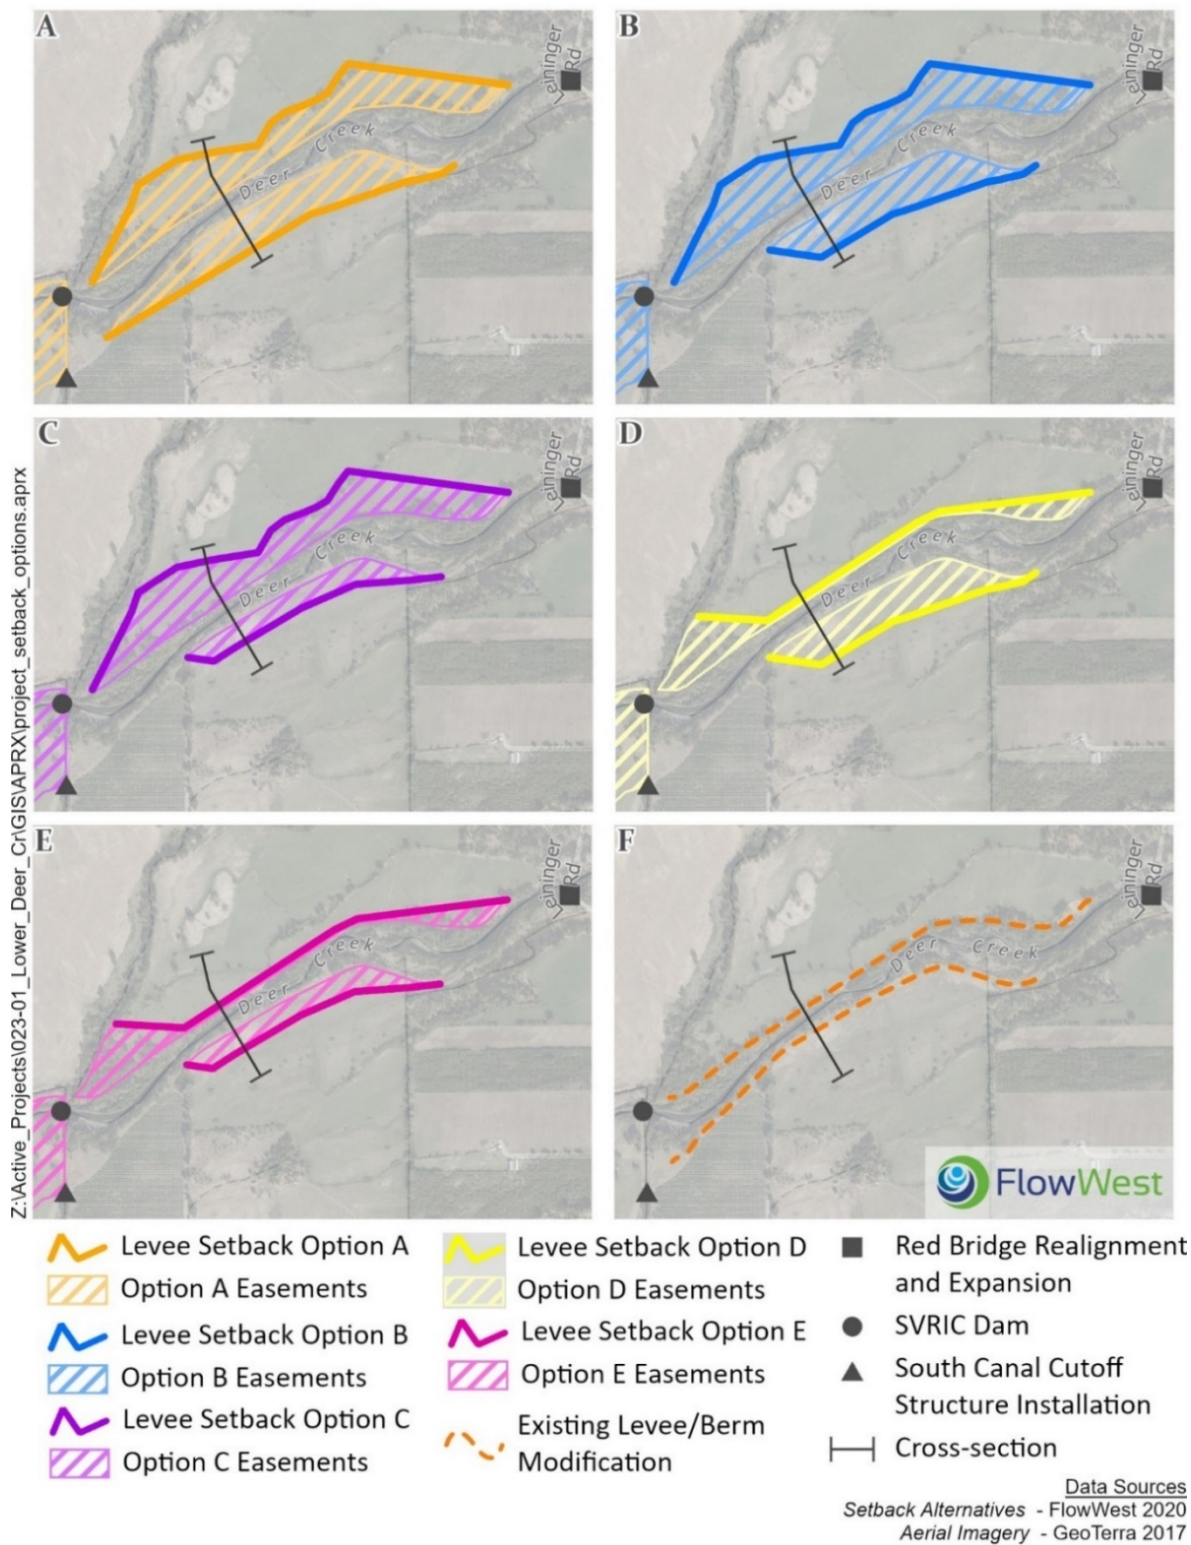 A
B
Leininger
Rd
Leininger
Rd
Deer Creek
Deer Creek
C
D
Leininger
Rd
Leininger
Rd
Deer Creek
Deer Creek
E
F
Leininger
Rd
Leininger
Rd
Deer Creek
Deer Creek
FlowWest
Z:\Active_Projects\023-01_Lower_Deer_Cr\GIS\APRX\project_setback_options.aprx
Levee Setback Option A
Option A Easements
Levee Setback Option B
Option B Easements
Levee Setback Option C
Option C Easements
Levee Setback Option D
Option D Easements
Levee Setback Option E
Option E Easements
Existing Levee/Berm
Modification
Red Bridge Realignment
and Expansion
SVRIC Dam
South Canal Cutoff
Structure Installation
Cross-section
Data Sources
Setback Alternatives - FlowWest 2020
Aerial Imagery - GeoTerra 2017